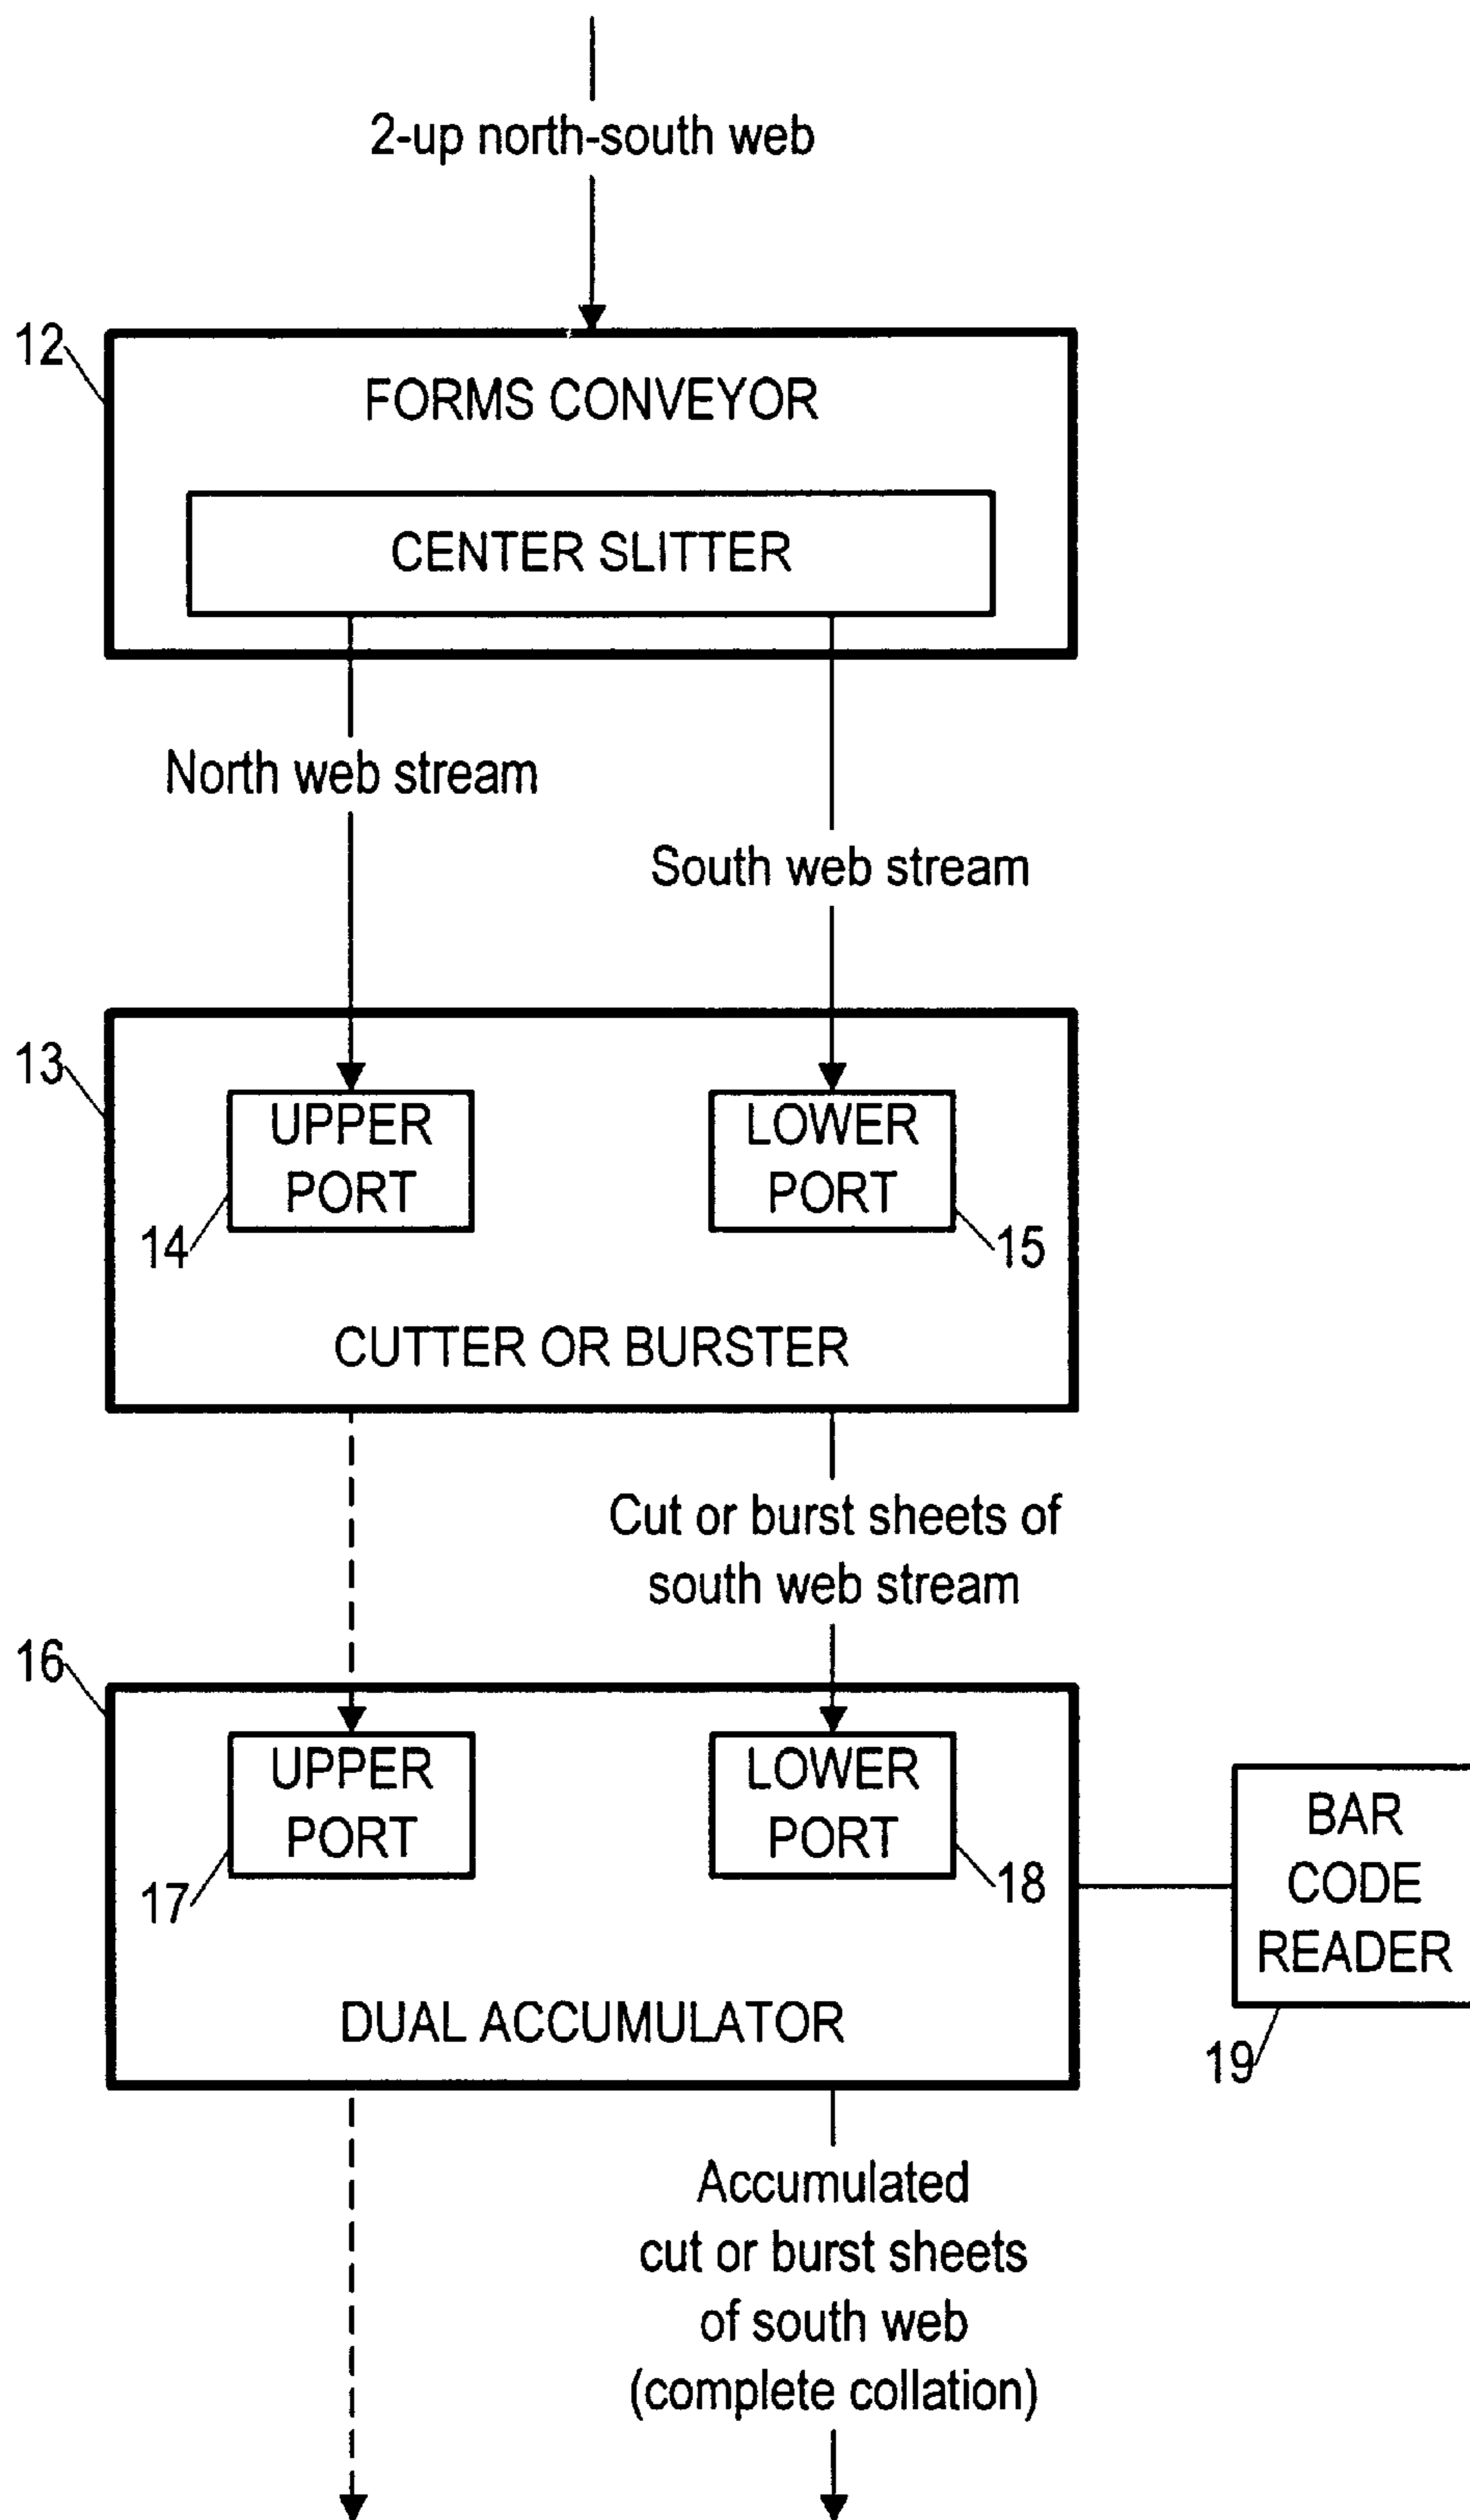 2-up north-south web
12
FORMS CONVEYOR
CENTER SLITTER
North web stream
South web stream
13
UPPER
PORT
LOWER
PORT
14
15
CUTTER OR BURSTER
Cut or burst sheets of
south web stream
16
UPPER
PORT
LOWER
PORT
17
18
BAR
CODE
READER
DUAL ACCUMULATOR
19
Accumulated
cut or burst sheets
of south web
(complete collation)